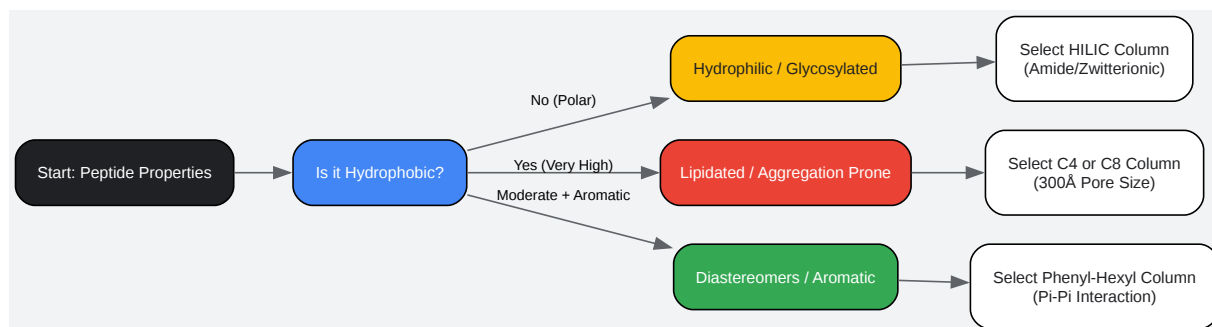 Start: Peptide Properties
Is it Hydrophobic?
No (Polar)
Hydrophilic / Glycosylated
Select HILIC Column
(Amide/Zwitterionic)
Yes (Very High)
Lipidated / Aggregation Prone
Select C4 or C8 Column
(300Å Pore Size)
Moderate + Aromatic
Diastereomers / Aromatic
Select Phenyl-Hexyl Column
(Pi-Pi Interaction)